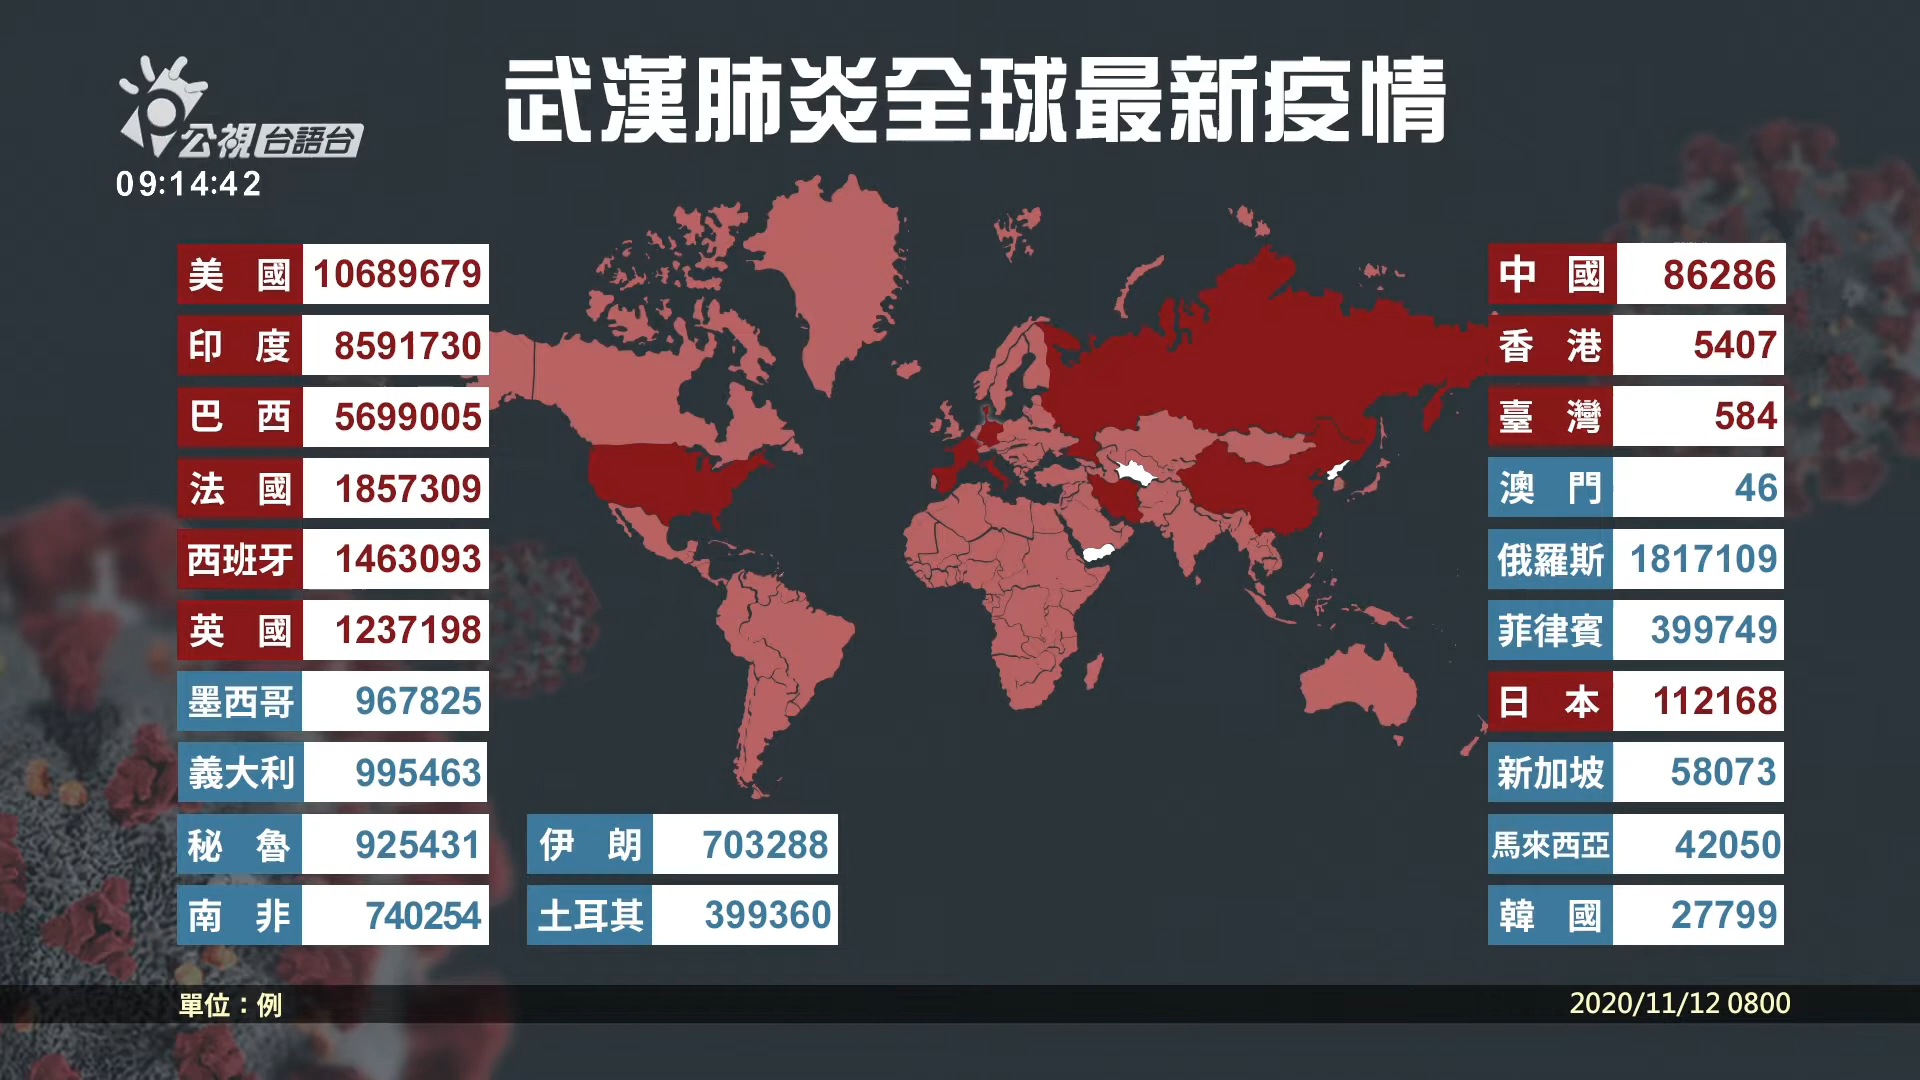 武漢肺炎全球最新疫情
公視台語台
09:14:42
美國 10689679
印度 8591730
巴西 5699005
法國 1857309
西班牙 1463093
英國 1237198
墨西哥 967825
義大利 995463
秘魯 925431
南非 740254
伊朗 703288
土耳其 399360
中國 86286
香港 5407
臺灣 584
澳門 46
俄羅斯 1817109
菲律賓 399749
日本 112168
新加坡 58073
馬來西亞 42050
韓國 27799
單位：例
2020/11/12 0800